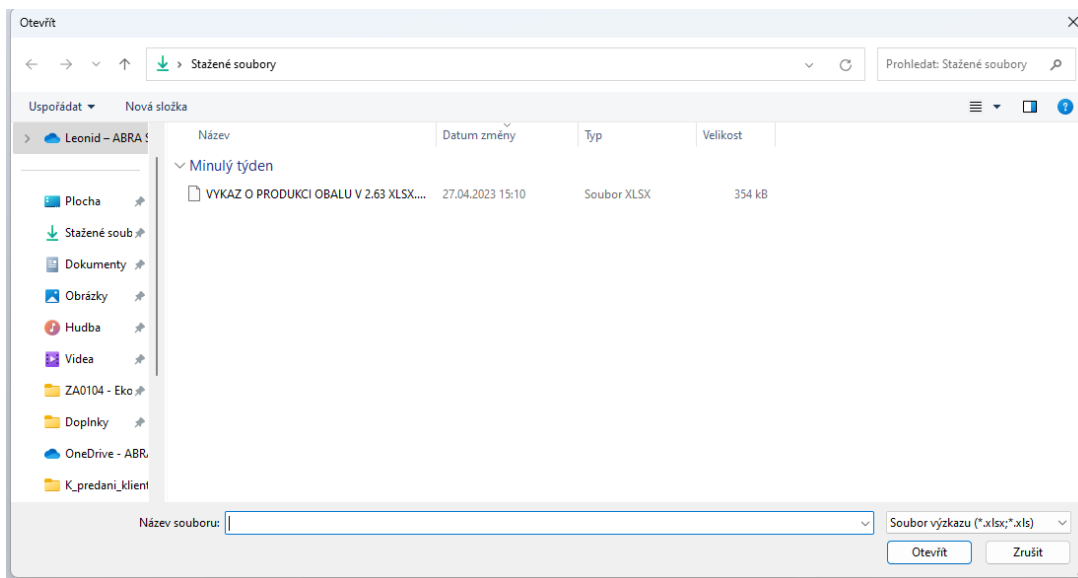 Otevřít
Stažené soubory
Prohledat: Stažené soubory
Uspořádat
Nová složka
Leonid – ABRA S
Název
Datum změny
Typ
Velikost
Minulý týden
VYKAZ O PRODUKCI OBALU V 2.63 XLSX....
27.04.2023 15:10
Soubor XLSX
354 kB
Plocha
Stažené soub
Dokumenty
Obrázky
Hudba
Videa
ZA0104 - Eko
Doplnky
OneDrive - ABRA
K_predani_klient
Název souboru:
Soubor výzkazu (*.xlsx;*.xls)
Otevřít
Zrušit